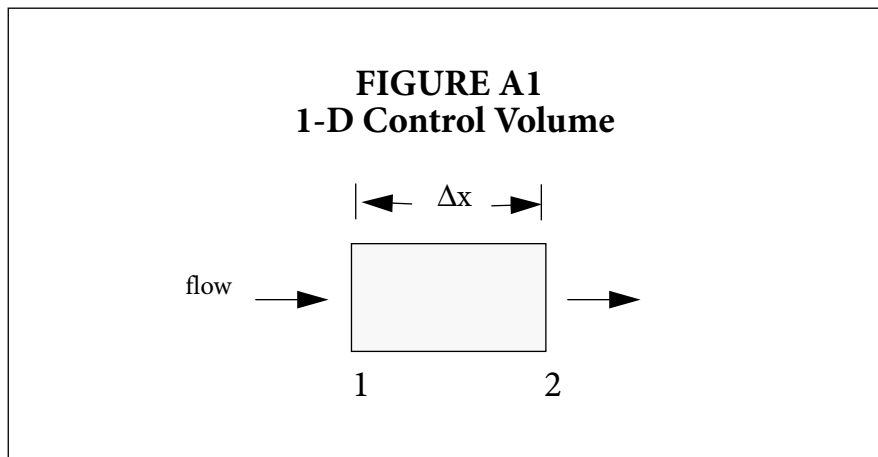 FIGURE A1
1-D Control Volume
Δx
flow
1 2